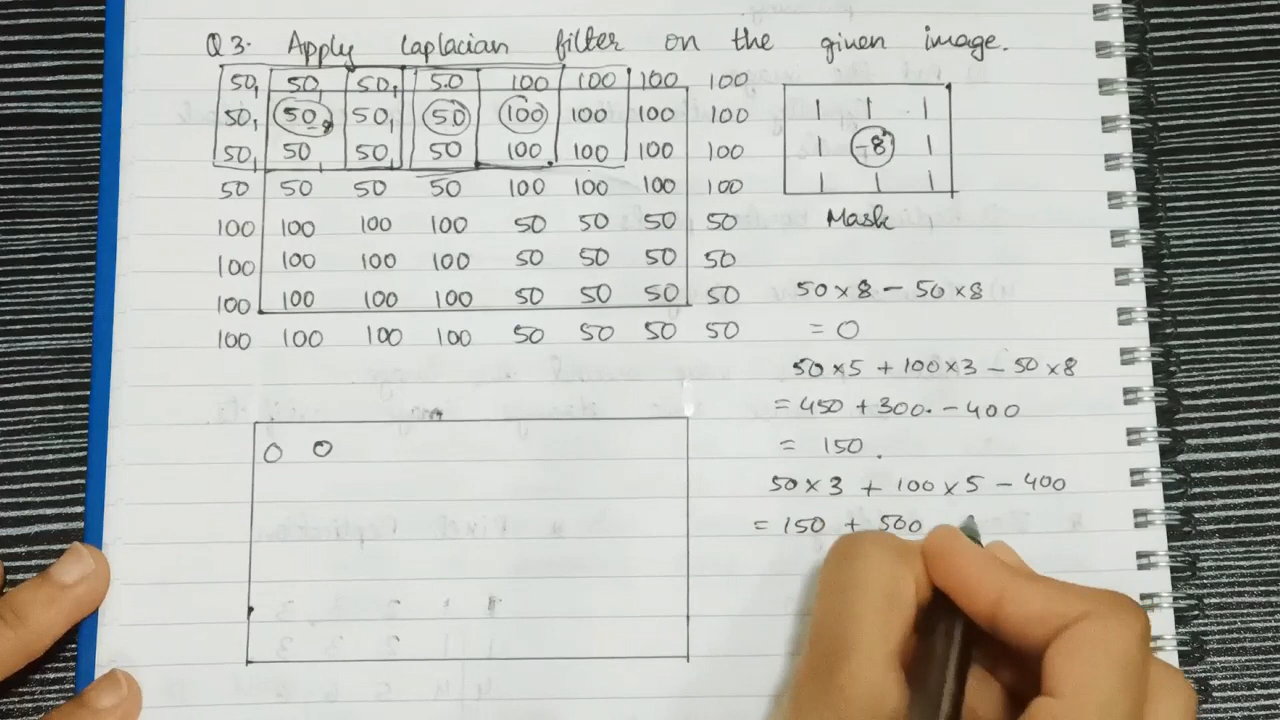 Q3. Apply Laplacian filter on the given image.
50, 50, 50, 50 100 100 100 100
50, 50 50, 50 100 100 100 100
50, 50, 50, 50 100 100 100 100
50 50 50 50 100 100 100 100
100 100 100 100 50 50 50 50
100 100 100 100 50 50 50 50
100 100 100 100 50 50 50 50
100 100 100 100 50 50 50 50
1 1 1
1 -8 1
1 1 1
Mask
50 x 8 - 50 x 8
= 0
50 x 5 + 100 x 3 - 50 x 8
= 450 + 300. - 400
= 150.
50 x 3 + 100 x 5 - 400
= 150 + 500
0 0